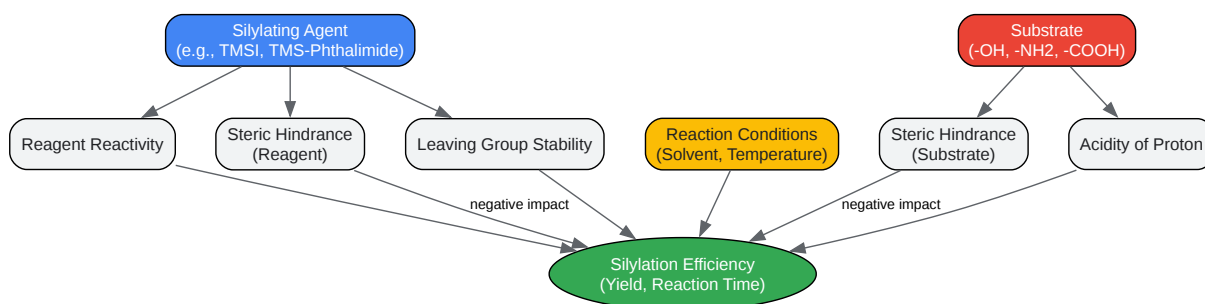 Silylating Agent
(e.g., TMSI, TMS-Phthalimide)
Substrate
(-OH, -NH2, -COOH)
Reagent Reactivity
Steric Hindrance
(Reagent)
Leaving Group Stability
Reaction Conditions
(Solvent, Temperature)
Steric Hindrance
(Substrate)
Acidity of Proton
negative impact
negative impact
Silylation Efficiency
(Yield, Reaction Time)